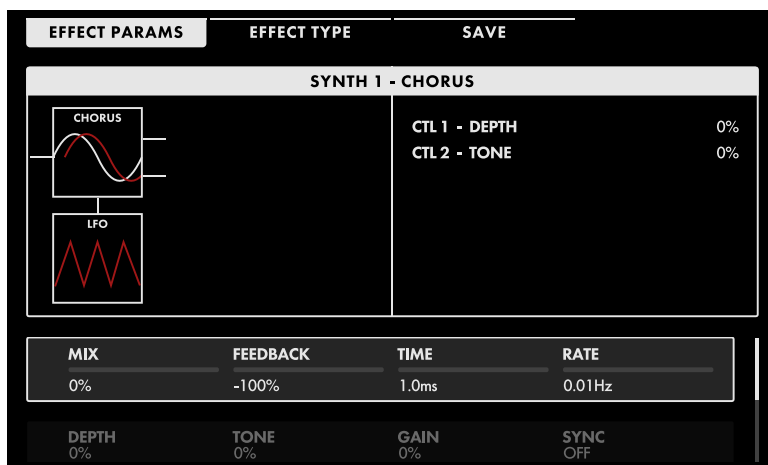 EFFECT PARAMS EFFECT TYPE SAVE
SYNTH 1 - CHORUS
CHORUS
LFO
CTL 1 - DEPTH 0%
CTL 2 - TONE 0%
MIX FEEDBACK TIME RATE
0% -100% 1.0ms 0.01Hz
DEPTH TONE GAIN SYNC
0% 0% 0% OFF